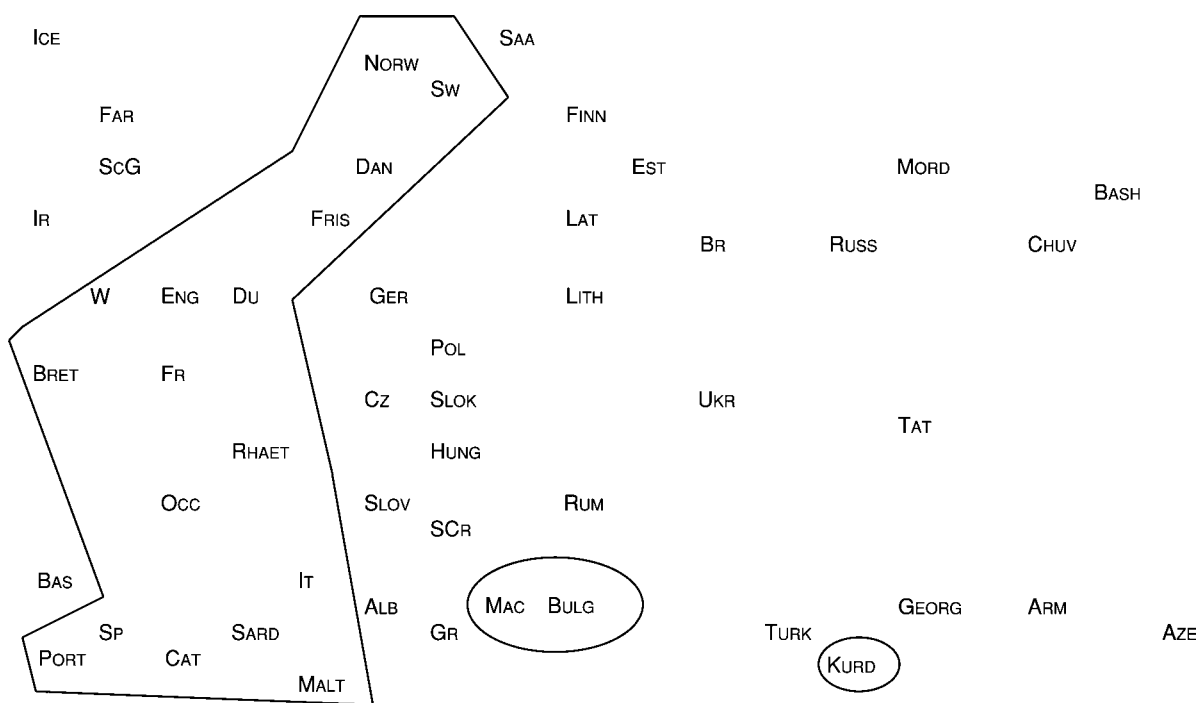 ICE SAA
NORW
SW
FAR FINN
SCG DAN EST MORD
BASH
IR FRIS LAT
BR RUSS CHUV
W ENG DU GER LITH
POL
BRET FR
CZ SLOK UKR
TAT
RHAET HUNG
OCC SLOV RUM
SCR
BAS IT
ALB MAC BULG GEORG ARM
SP SARD GR TURK AZE
PORT CAT KURD
MALT